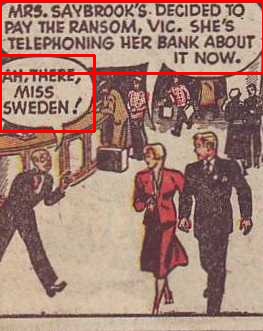 MRS. SAYBROOK'S DECIDED TO
PAY THE RANSOM, VIC. SHE'S
TELEPHONING HER BANK ABOUT
IT NOW.
AH, THERE,
MISS
SWEDEN!